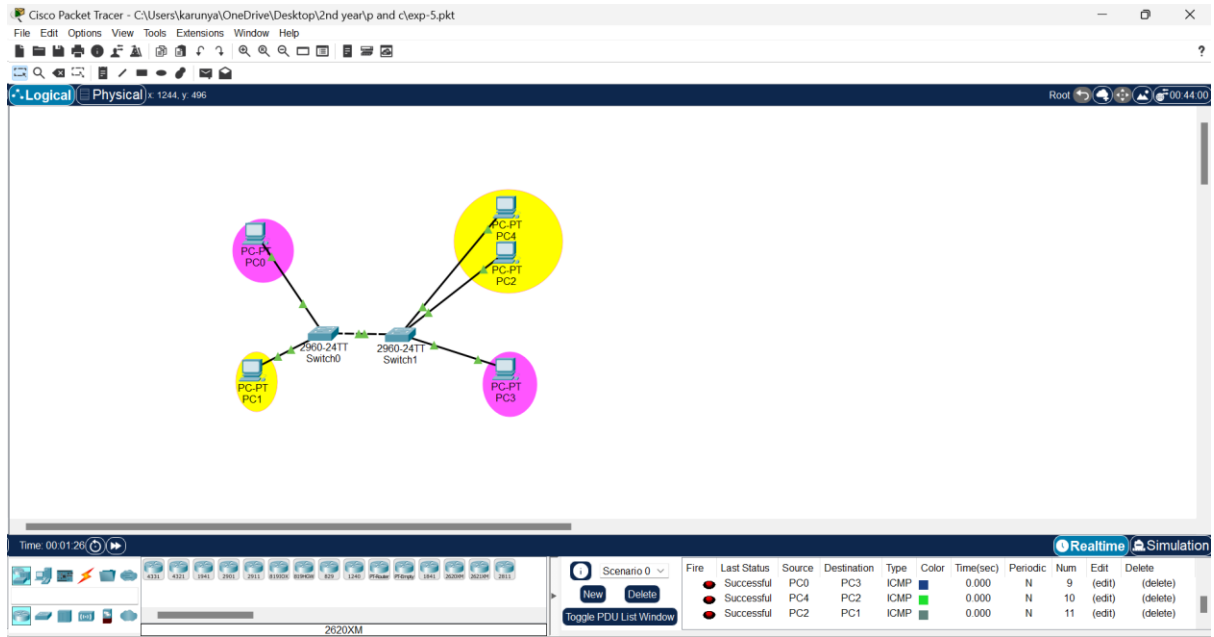 Cisco Packet Tracer - C:\Users\karunya\OneDrive\Desktop\2nd year\p and c\exp-5.pkt
File Edit Options View Tools Extensions Window Help
?
Logical Physical x: 1244, y: 496 Root 00:44:00
PC-PT
PC4
PC-PT
PC0
PC-PT
PC2
2960-24TT
Switch0
2960-24TT
Switch1
PC-PT
PC1
PC-PT
PC3
Time: 00:01:26 Realtime Simulation
4331 4321 1941 2901 2911 819IOX 819HGW 829 1240 PT-Router PT-Empty 1841 2620XM 2621XM 2811
2620XM
Scenario 0
New Delete
Toggle PDU List Window
Fire Last Status Source Destination Type Color Time(sec) Periodic Num Edit Delete
Successful PC0 PC3 ICMP 0.000 N 9 (edit) (delete)
Successful PC4 PC2 ICMP 0.000 N 10 (edit) (delete)
Successful PC2 PC1 ICMP 0.000 N 11 (edit) (delete)